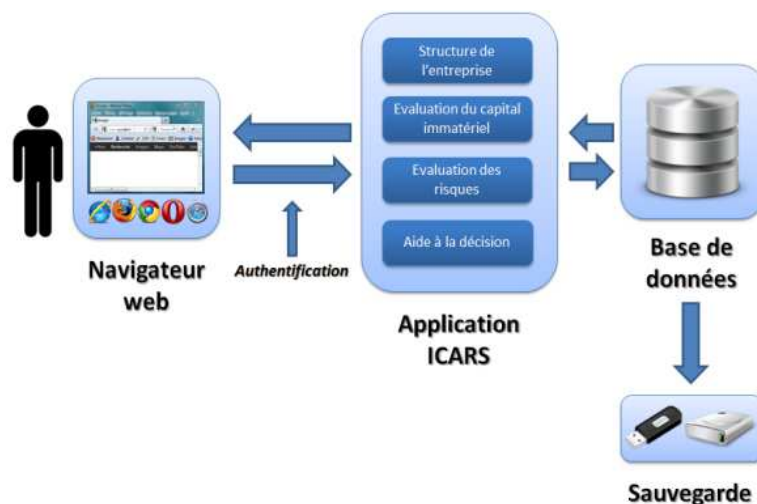 Structure de
l'entreprise
Evaluation du capital
immatériel
Evaluation des
risques
Aide à la décision
Navigateur
web
Authentification
Application
ICARS
Base de
données
Sauvegarde